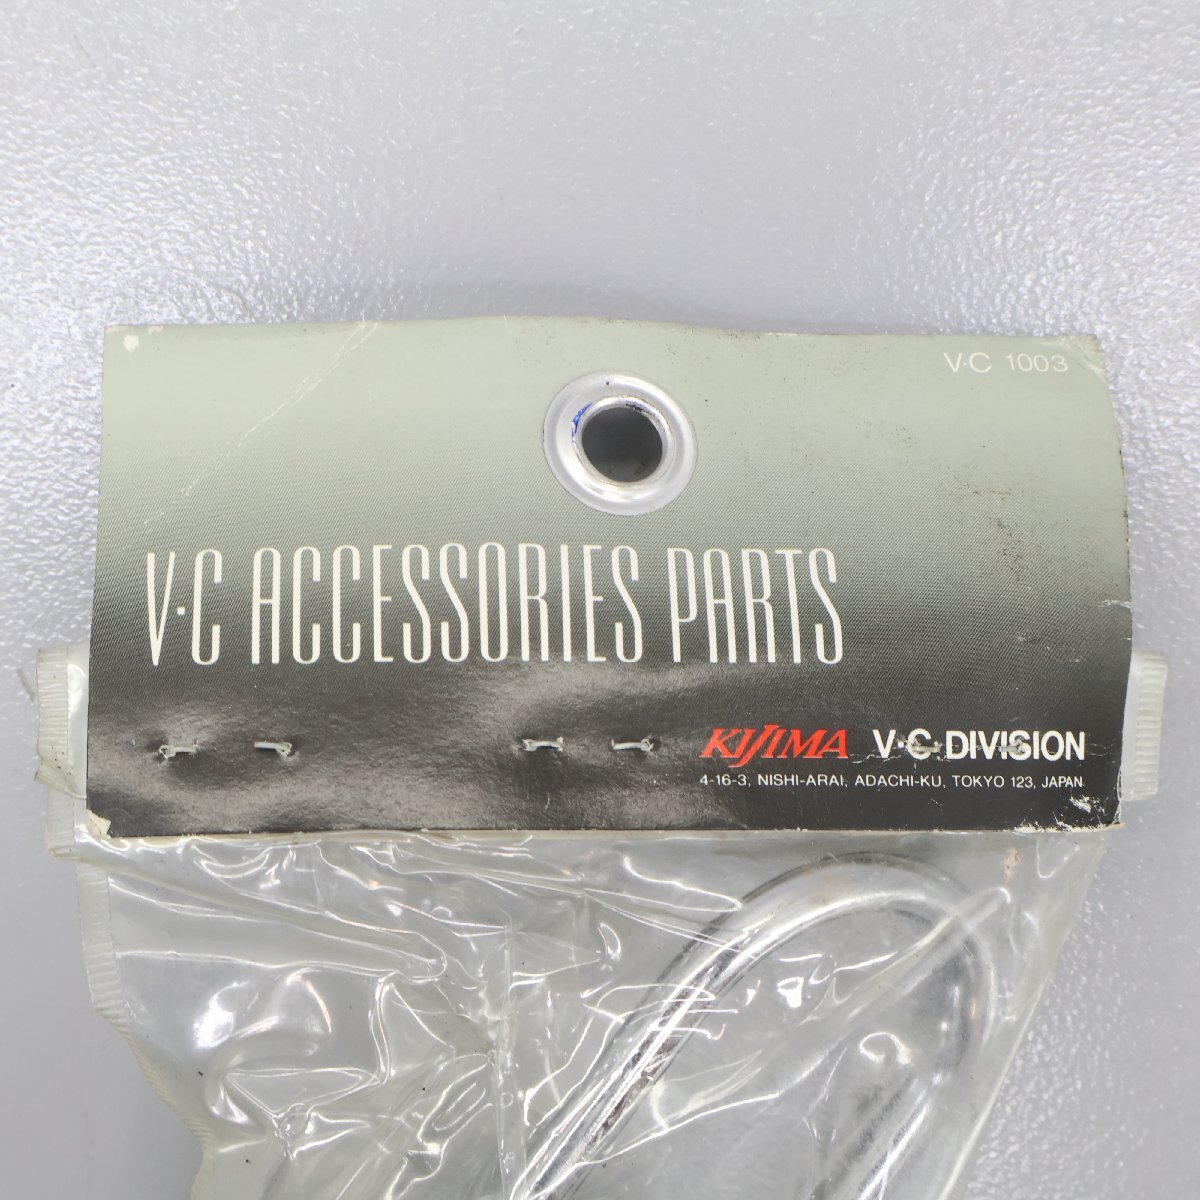 V·C 1003
V·C ACCESSORIES PARTS
KIJIMA V·C·DIVISION
4-16-3, NISHI-ARAI, ADACHI-KU, TOKYO 123, JAPAN